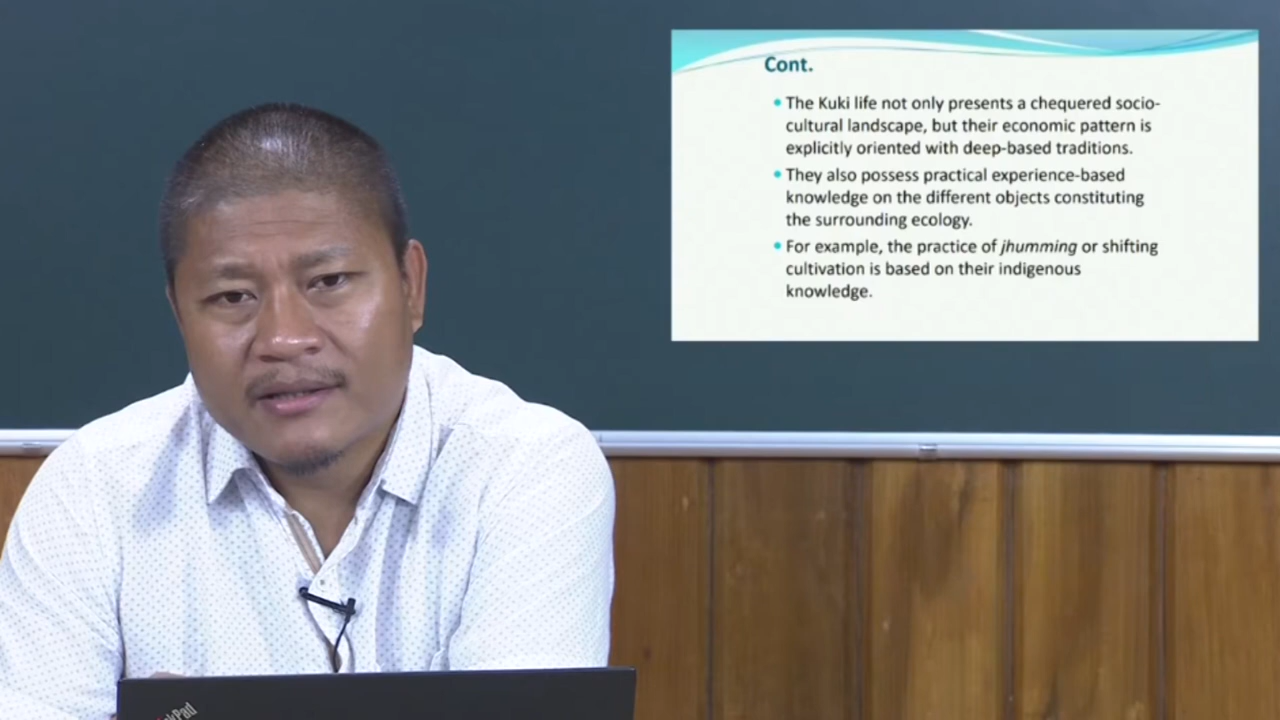 Cont.
The Kuki life not only presents a chequered socio-
cultural landscape, but their economic pattern is
explicitly oriented with deep-based traditions.
They also possess practical experience-based
knowledge on the different objects constituting
the surrounding ecology.
For example, the practice of jhumming or shifting
cultivation is based on their indigenous
knowledge.